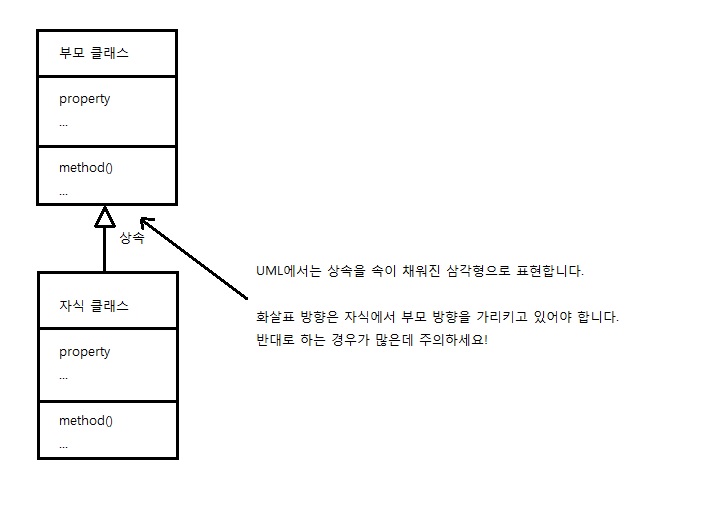 부모 클래스
property
...
method()
...
상속
UML에서는 상속을 속이 채워진 삼각형으로 표현합니다.
화살표 방향은 자식에서 부모 방향을 가리키고 있어야 합니다.
반대로 하는 경우가 많은데 주의하세요!
자식 클래스
property
...
method()
...